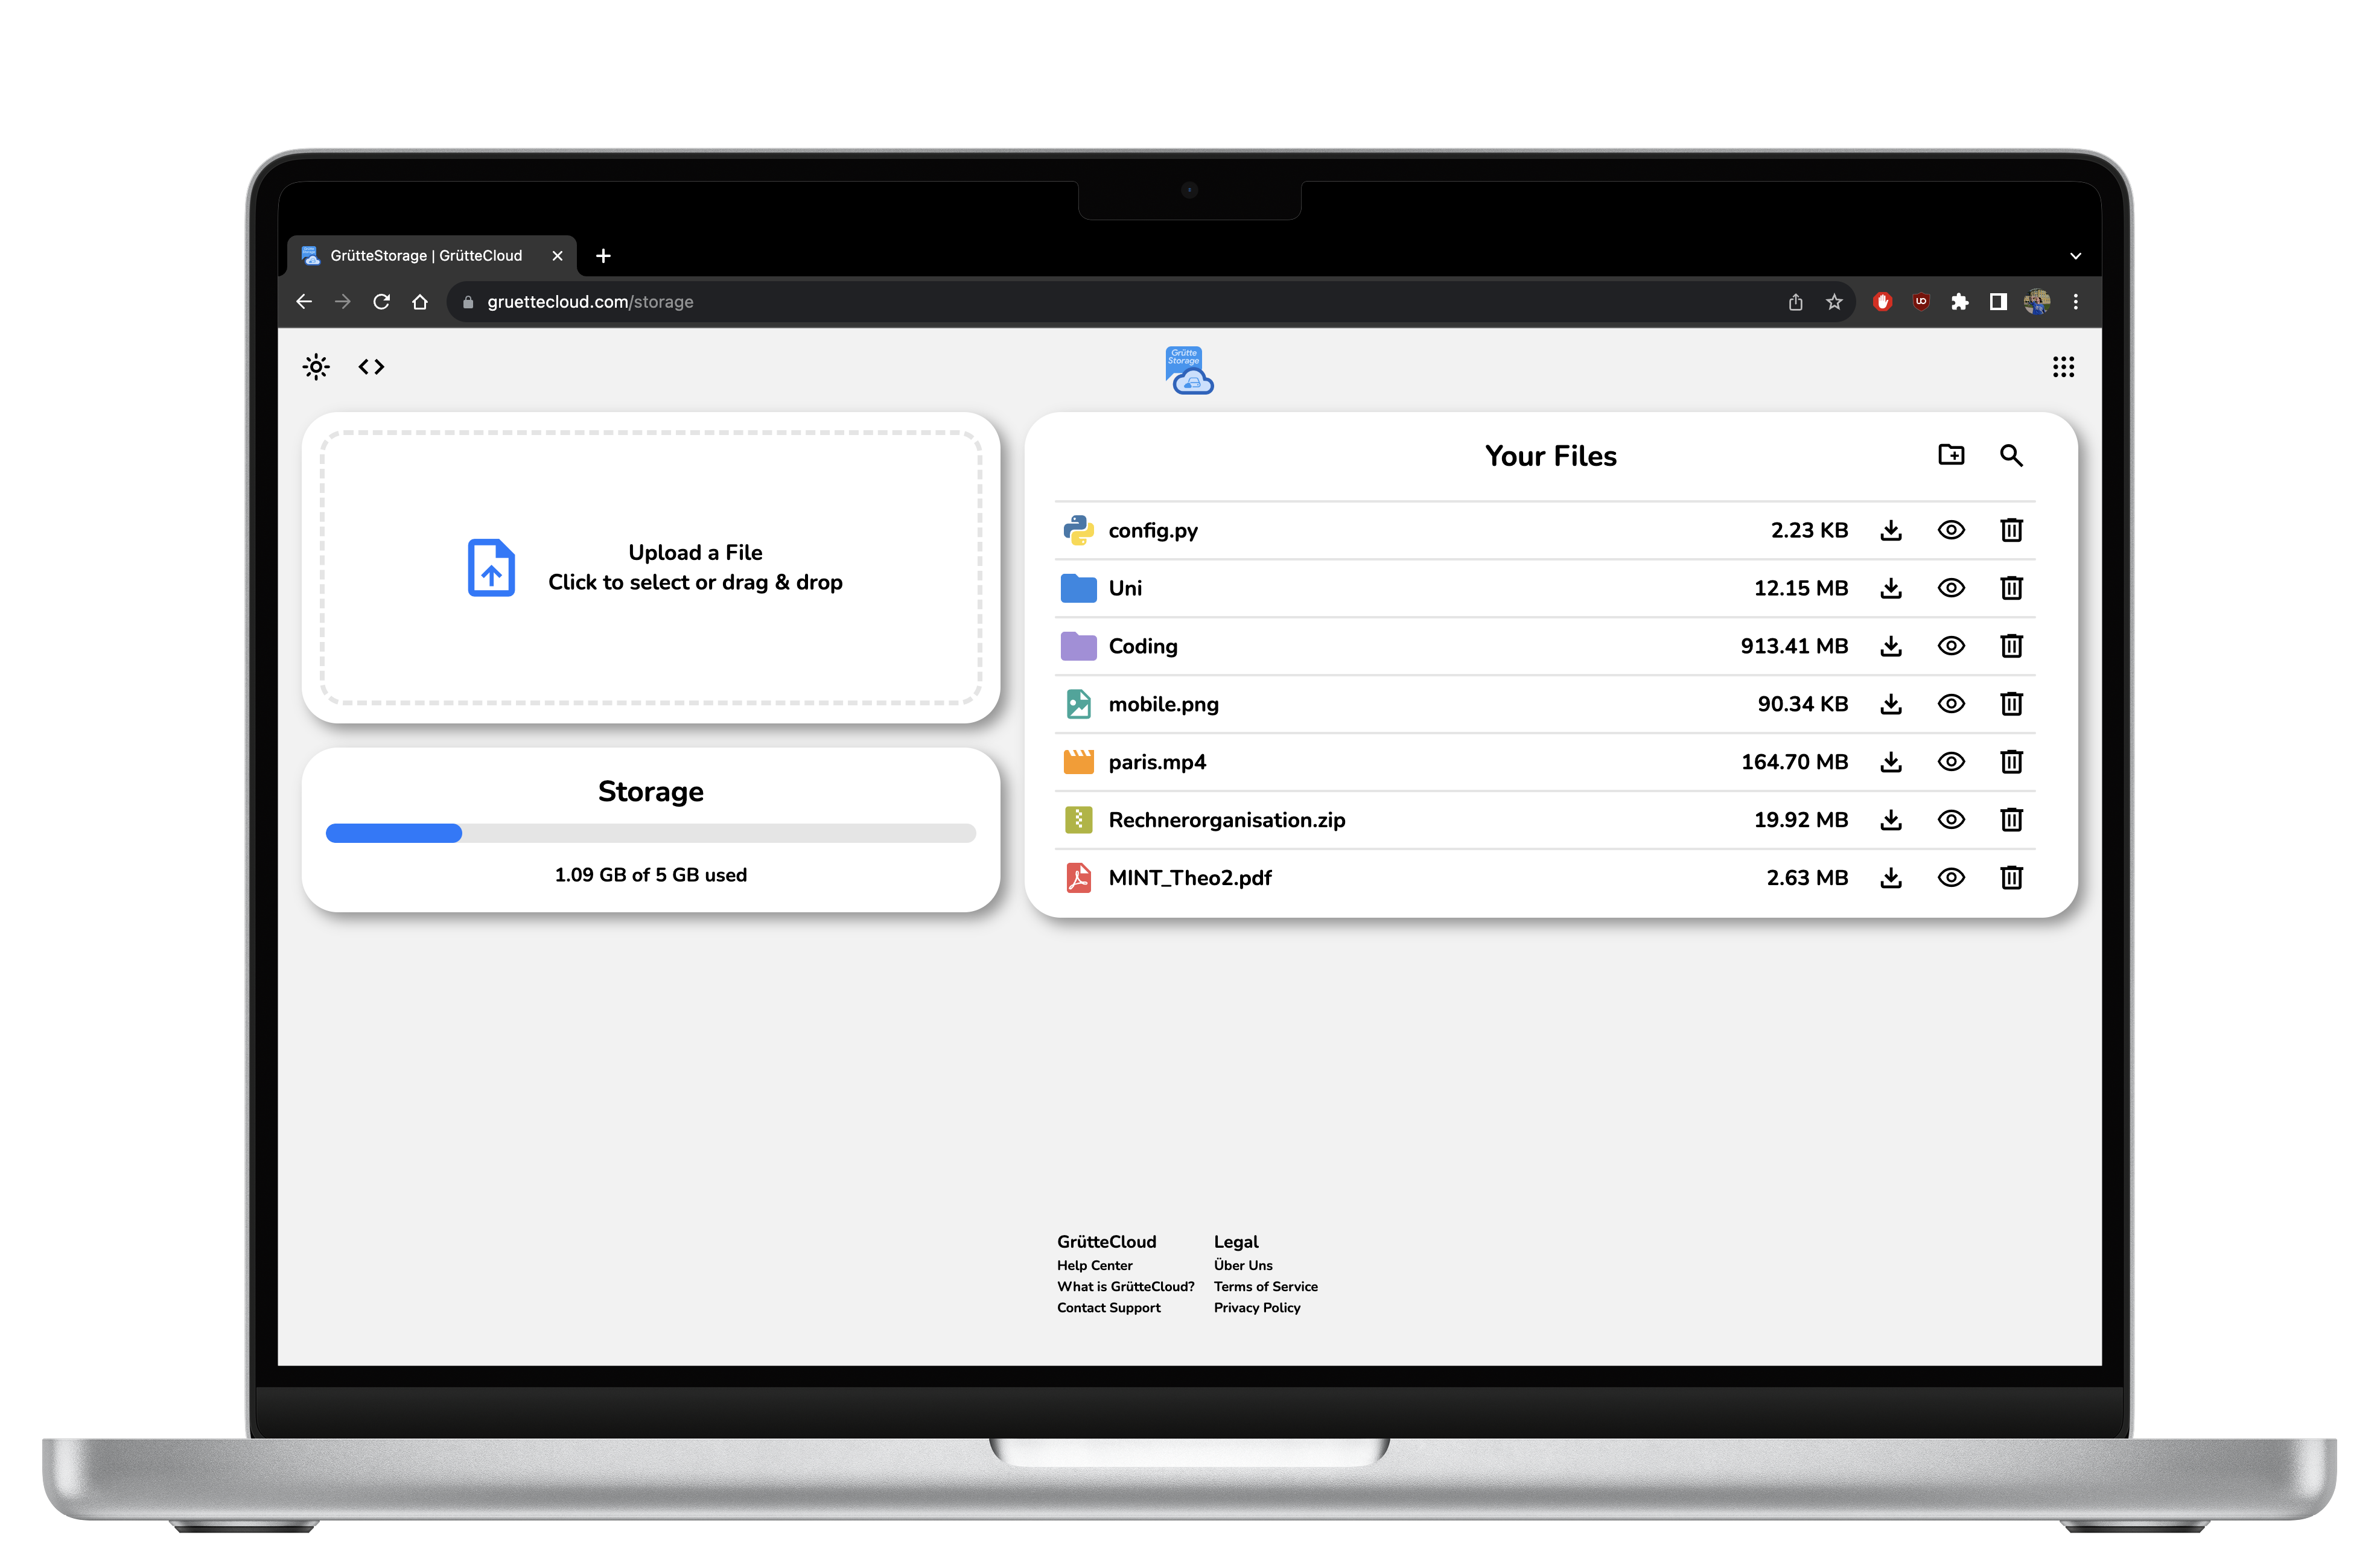 GrütteStorage | GrütteCloud
gruettecloud.com/storage
Grütte
Storage
Upload a File
Click to select or drag & drop
Storage
1.09 GB of 5 GB used
Your Files
config.py 2.23 KB
Uni 12.15 MB
Coding 913.41 MB
mobile.png 90.34 KB
paris.mp4 164.70 MB
Rechnerorganisation.zip 19.92 MB
MINT_Theo2.pdf 2.63 MB
GrütteCloud
Help Center
What is GrütteCloud?
Contact Support
Legal
Über Uns
Terms of Service
Privacy Policy